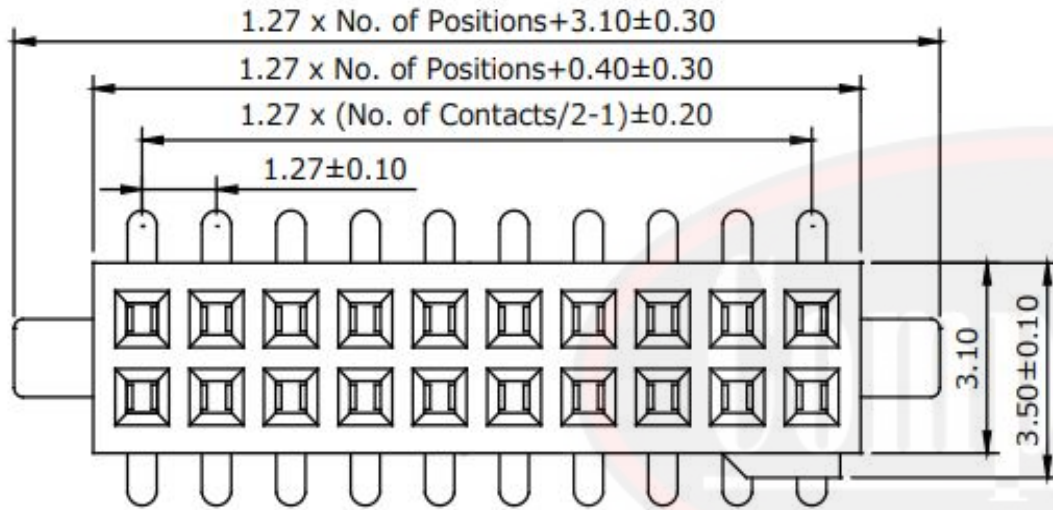 1.27 x No. of Positions+3.10±0.30
1.27 x No. of Positions+0.40±0.30
1.27 x (No. of Contacts/2-1)±0.20
1.27±0.10
3.10
3.50±0.10